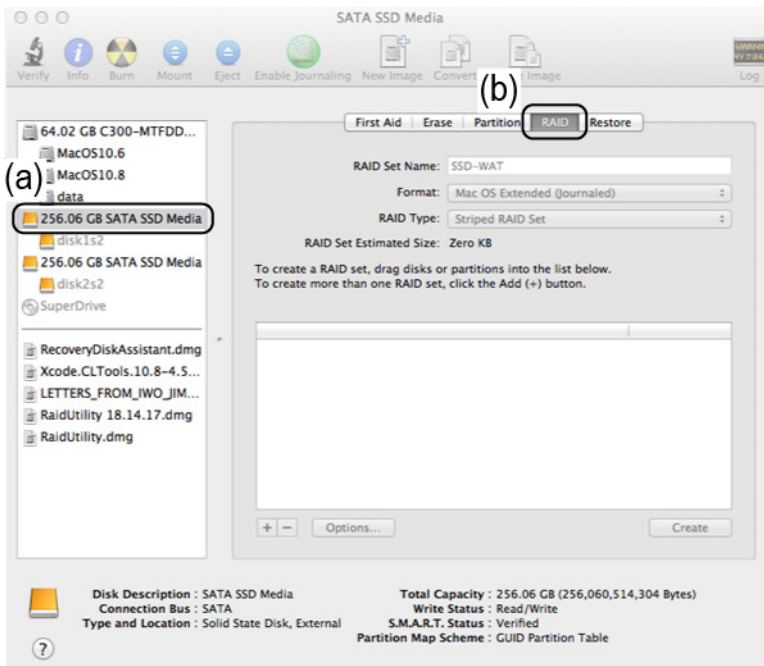 SATA SSD Media
Verify Info Burn Mount Eject Enable Journaling New Image Convert Image Log
(b)
First Aid Erase Partition RAID Restore
64.02 GB C300-MTFDD...
MacOS10.6
MacOS10.8
(a)
data
256.06 GB SATA SSD Media
disk1s2
256.06 GB SATA SSD Media
disk2s2
SuperDrive
RecoveryDiskAssistant.dmg
Xcode.CLTools.10.8-4.5...
LETTERS_FROM_IWO_JIM...
RaidUtility 18.14.17.dmg
RaidUtility.dmg
RAID Set Name: SSD-WAT
Format: Mac OS Extended (Journaled)
RAID Type: Striped RAID Set
RAID Set Estimated Size: Zero KB
To create a RAID set, drag disks or partitions into the list below.
To create more than one RAID set, click the Add (+) button.
+ − Options... Create
Disk Description : SATA SSD Media
Connection Bus : SATA
Type and Location : Solid State Disk, External
Total Capacity : 256.06 GB (256,060,514,304 Bytes)
Write Status : Read/Write
S.M.A.R.T. Status : Verified
Partition Map Scheme : GUID Partition Table
?